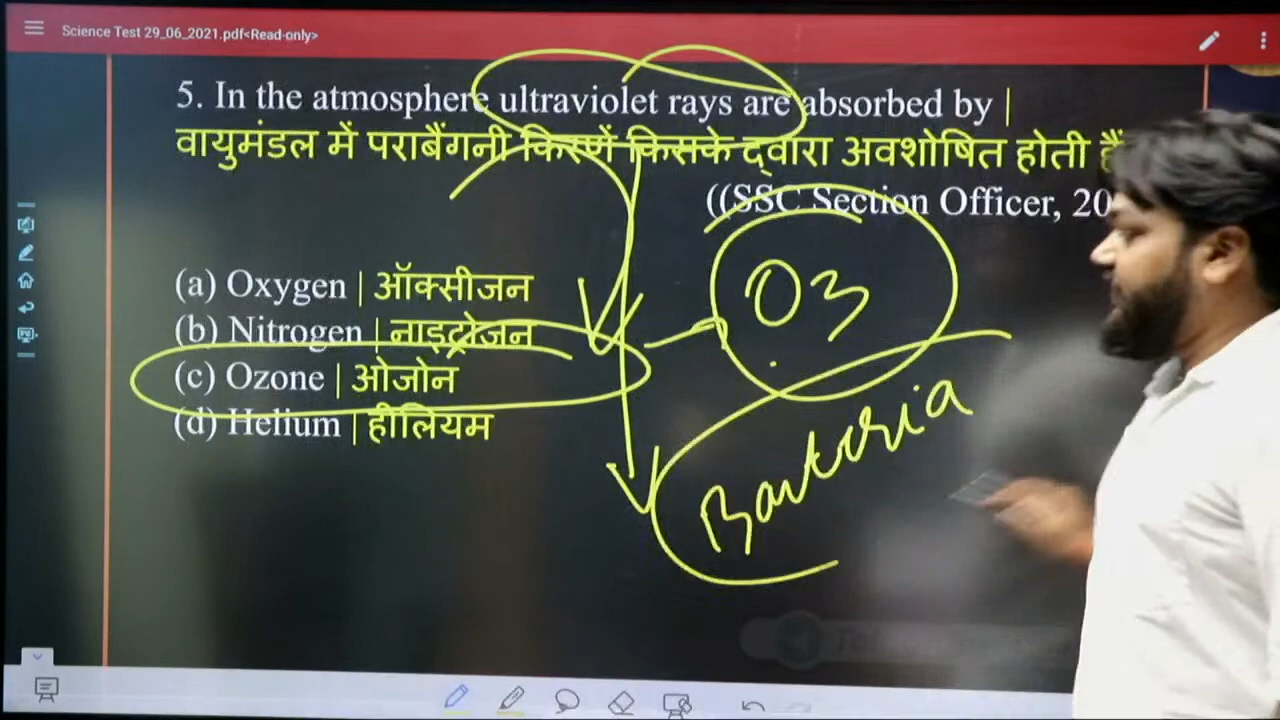 Science Test 29_06_2021.pdf<Read-only>
5. In the atmosphere ultraviolet rays are absorbed by |
वायुमंडल में पराबैंगनी किरणें किसके द्वारा अवशोषित होती हैं
((SSC Section Officer, 20
O3
(a) Oxygen | ऑक्सीजन
(b) Nitrogen | नाइट्रोजन
(c) Ozone | ओजोन
(d) Helium | हीलियम
Bacteria